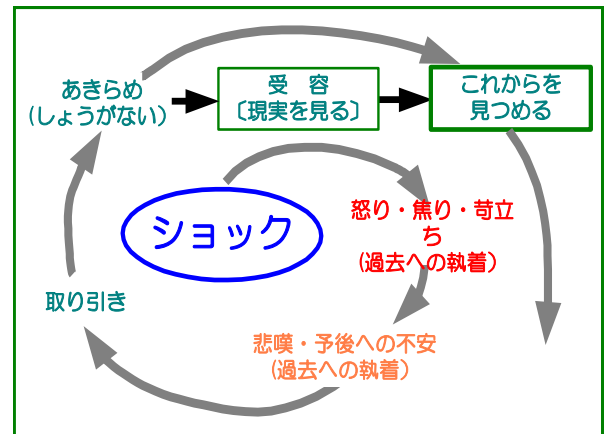 あきらめ
(しょうがない)
受　容
〔現実を見る〕
これからを
見つめる
ショック
怒り・焦り・苛立
ち
(過去への執着)
取り引き
悲嘆・予後への不安
(過去への執着)